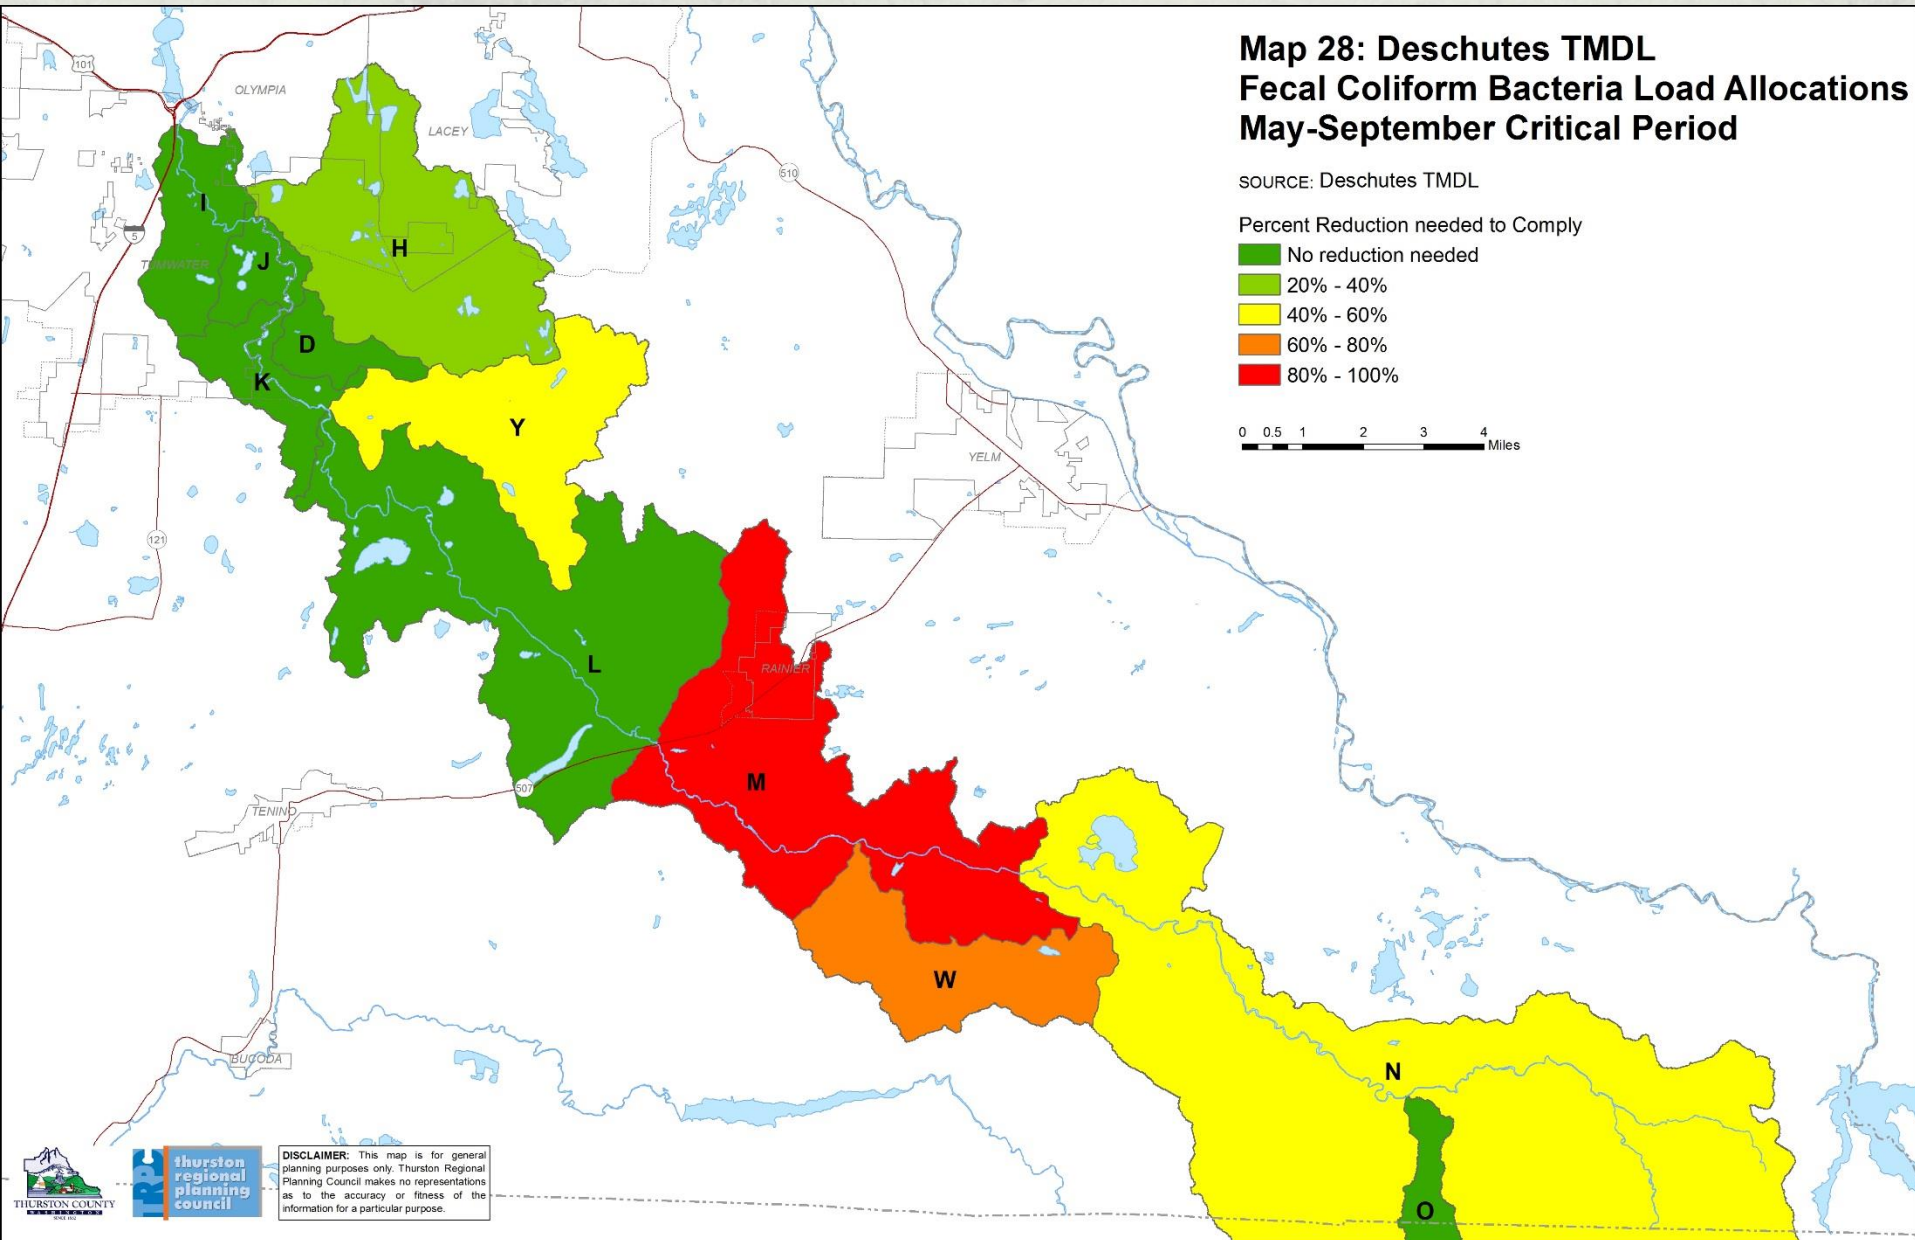 Map 28: Deschutes TMDL
Fecal Coliform Bacteria Load Allocations
May-September Critical Period
SOURCE: Deschutes TMDL
Percent Reduction needed to Comply
No reduction needed
20% - 40%
40% - 60%
60% - 80%
80% - 100%
0 0.5 1 2 3 4
Miles
101
OLYMPIA
LACEY
510
I
5
TUMWATER
J
H
D
K
Y
YELM
121
L
RAINIER
M
507
TENINO
W
BUCODA
N
O
THURSTON COUNTY
WASHINGTON
SINCE 1852
TRPC
thurston
regional
planning
council
DISCLAIMER: This map is for general
planning purposes only. Thurston Regional
Planning Council makes no representations
as to the accuracy or fitness of the
information for a particular purpose.